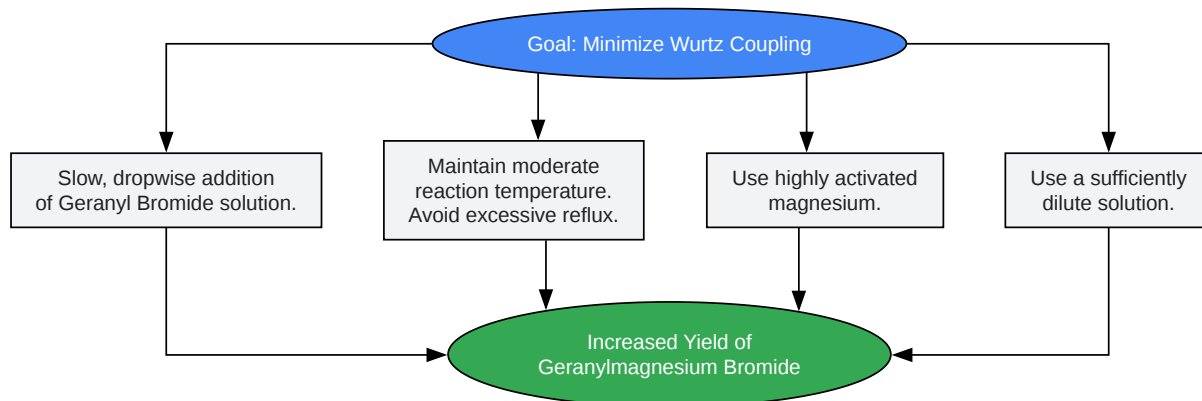 Goal: Minimize Wurtz Coupling
Slow, dropwise addition
of Geranyl Bromide solution.
Maintain moderate
reaction temperature.
Avoid excessive reflux.
Use highly activated
magnesium.
Use a sufficiently
dilute solution.
Increased Yield of
Geranylmagnesium Bromide